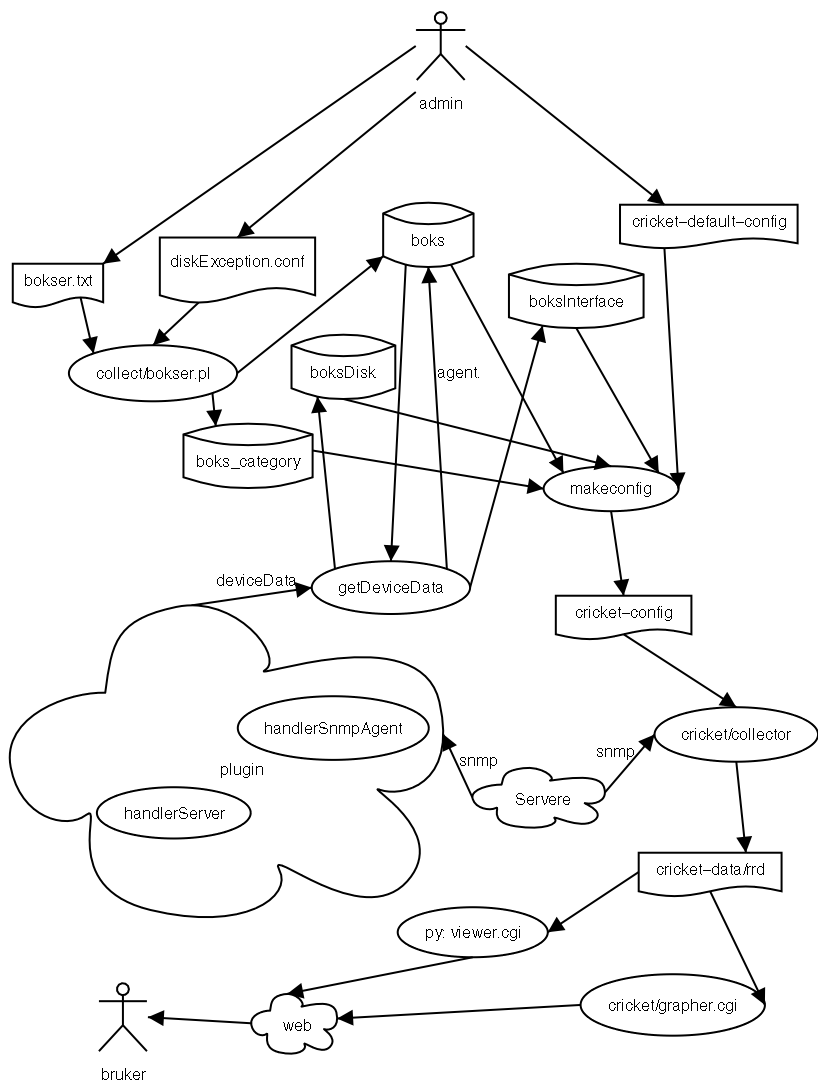 admin
cricket–default–config
boks
diskException.conf
bokser.txt
boksInterface
collect/bokser.pl
boksDisk
agent.
boks_category
makeconfig
deviceData
getDeviceData
cricket–config
handlerSnmpAgent
cricket/collector
snmp
snmp
plugin
Servere
handlerServer
cricket–data/rrd
py: viewer.cgi
cricket/grapher.cgi
web
bruker